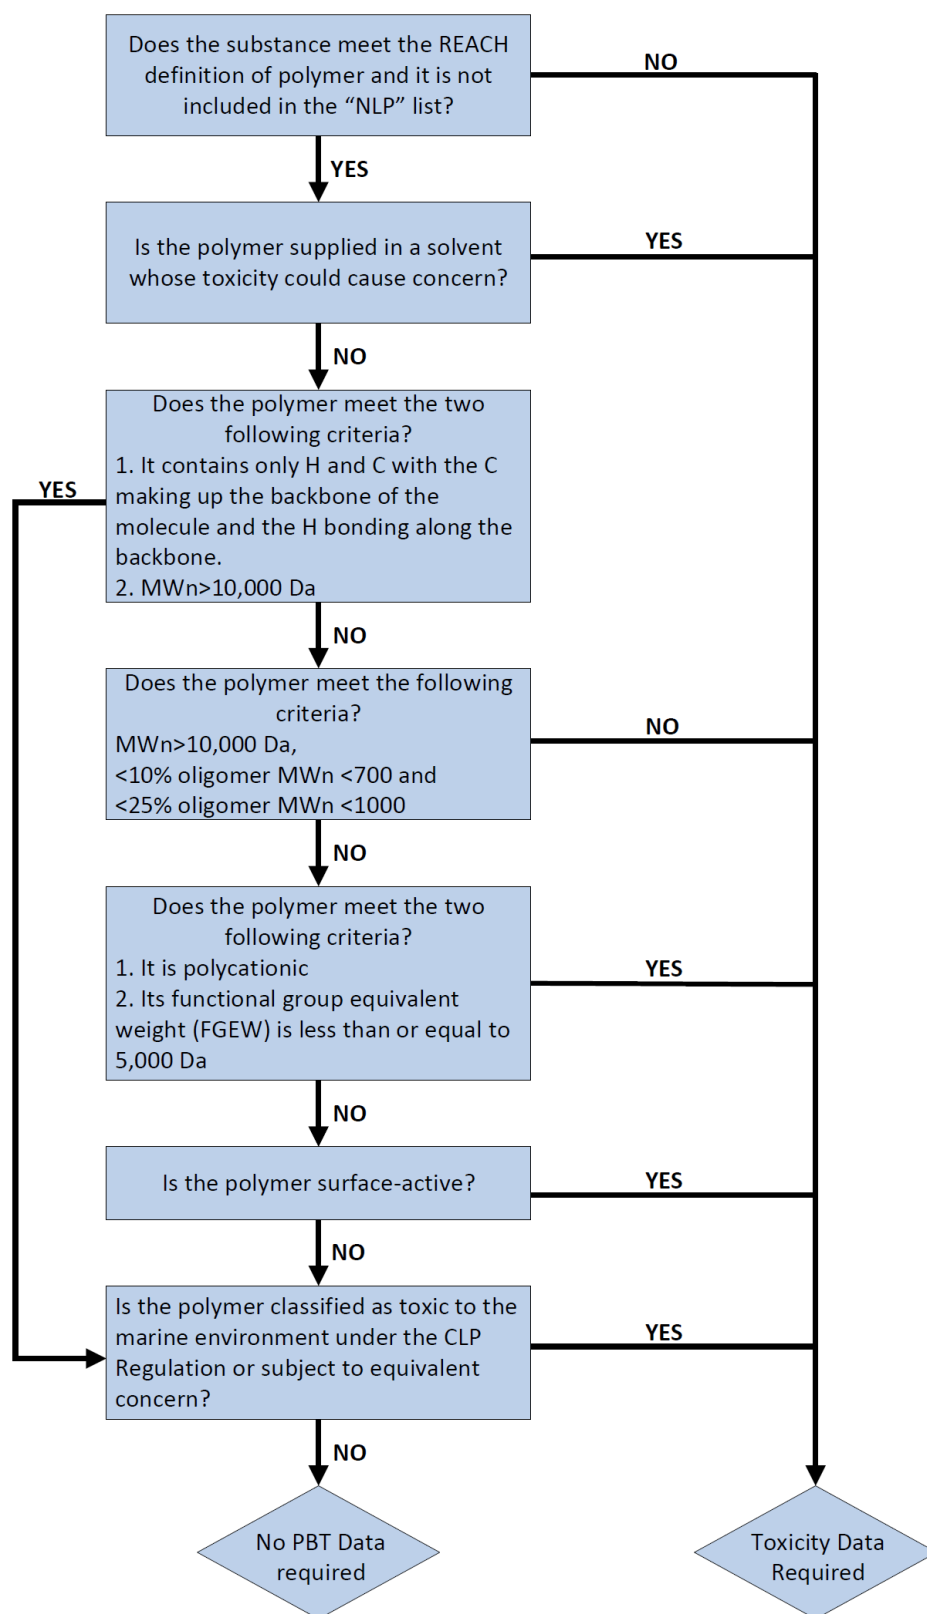 Does the substance meet the REACH
definition of polymer and it is not
included in the “NLP” list?
NO
YES
Is the polymer supplied in a solvent
whose toxicity could cause concern?
YES
NO
Does the polymer meet the two
following criteria?
1. It contains only H and C with the C
making up the backbone of the
molecule and the H bonding along the
backbone.
2. MWn>10,000 Da
YES
NO
Does the polymer meet the following
criteria?
MWn>10,000 Da,
<10% oligomer MWn <700 and
<25% oligomer MWn <1000
NO
NO
Does the polymer meet the two
following criteria?
1. It is polycationic
2. Its functional group equivalent
weight (FGEW) is less than or equal to
5,000 Da
YES
NO
Is the polymer surface-active?
YES
NO
Is the polymer classified as toxic to the
marine environment under the CLP
Regulation or subject to equivalent
concern?
YES
NO
No PBT Data
required
Toxicity Data
Required